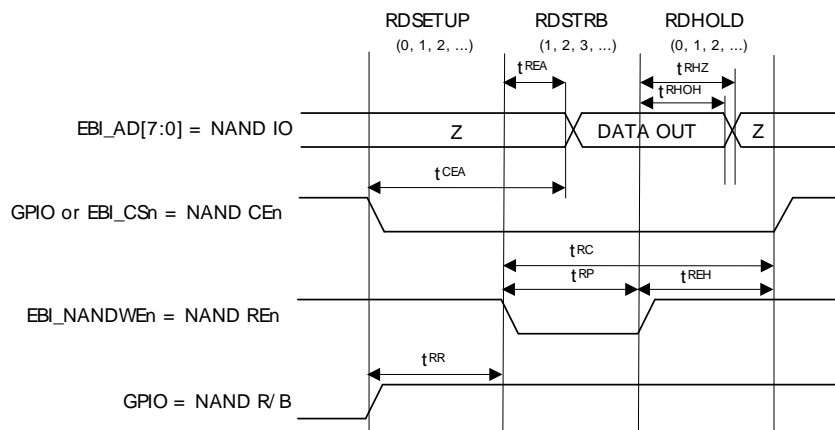 RDSETUP RDSTRB RDHOLD
(0, 1, 2, ...) (1, 2, 3, ...) (0, 1, 2, ...)
tREA tRHZ
tRHOH
EBI_AD[7:0] = NAND IO Z DATA OUT Z
tCEA
GPIO or EBI_CSn = NAND CEn
tRC
tRP tREH
EBI_NANDWEn = NAND REn
tRR
GPIO = NAND R/B